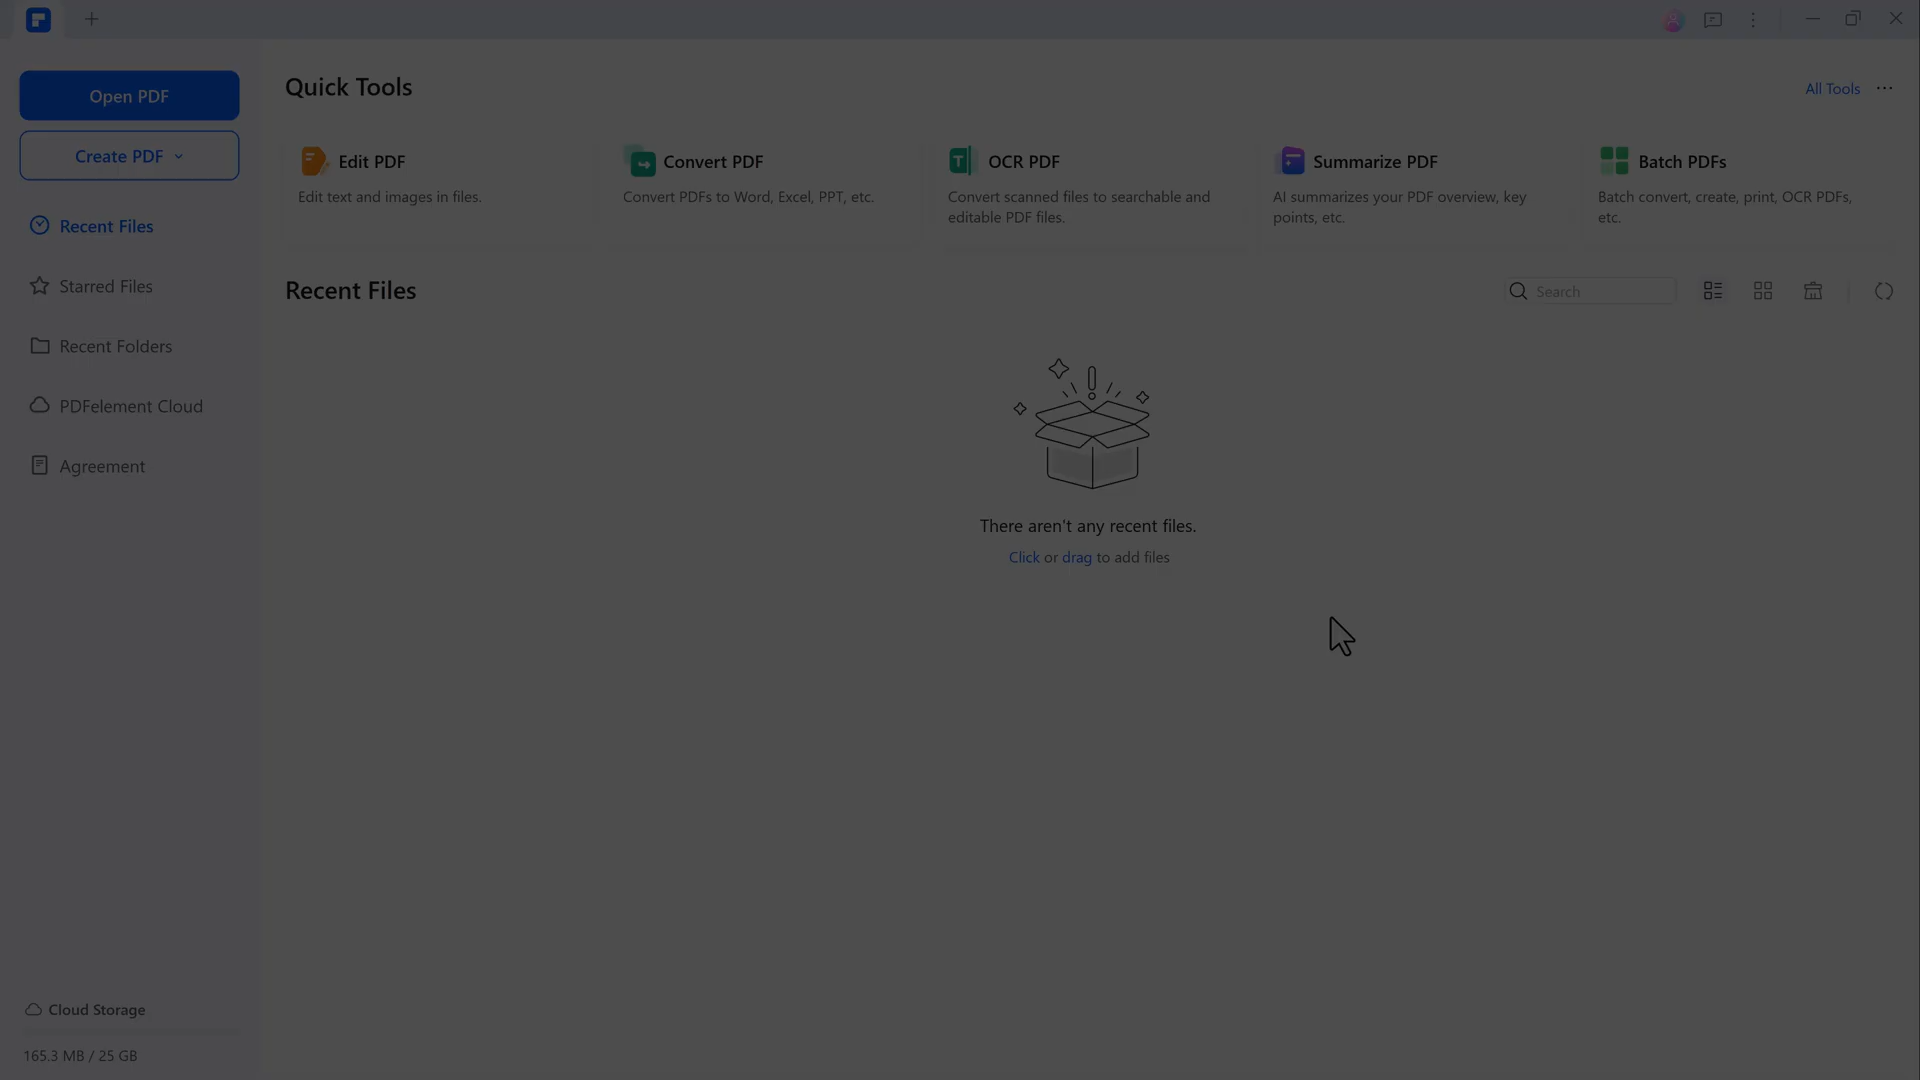 Open PDF
Create PDF
Recent Files
Starred Files
Recent Folders
PDFelement Cloud
Agreement
Cloud Storage
165.3 MB / 25 GB
Quick Tools
All Tools
Edit PDF
Edit text and images in files.
Convert PDF
Convert PDFs to Word, Excel, PPT, etc.
OCR PDF
Convert scanned files to searchable and
editable PDF files.
Summarize PDF
AI summarizes your PDF overview, key
points, etc.
Batch PDFs
Batch convert, create, print, OCR PDFs,
etc.
Recent Files
Search
There aren't any recent files.
Click or drag to add files